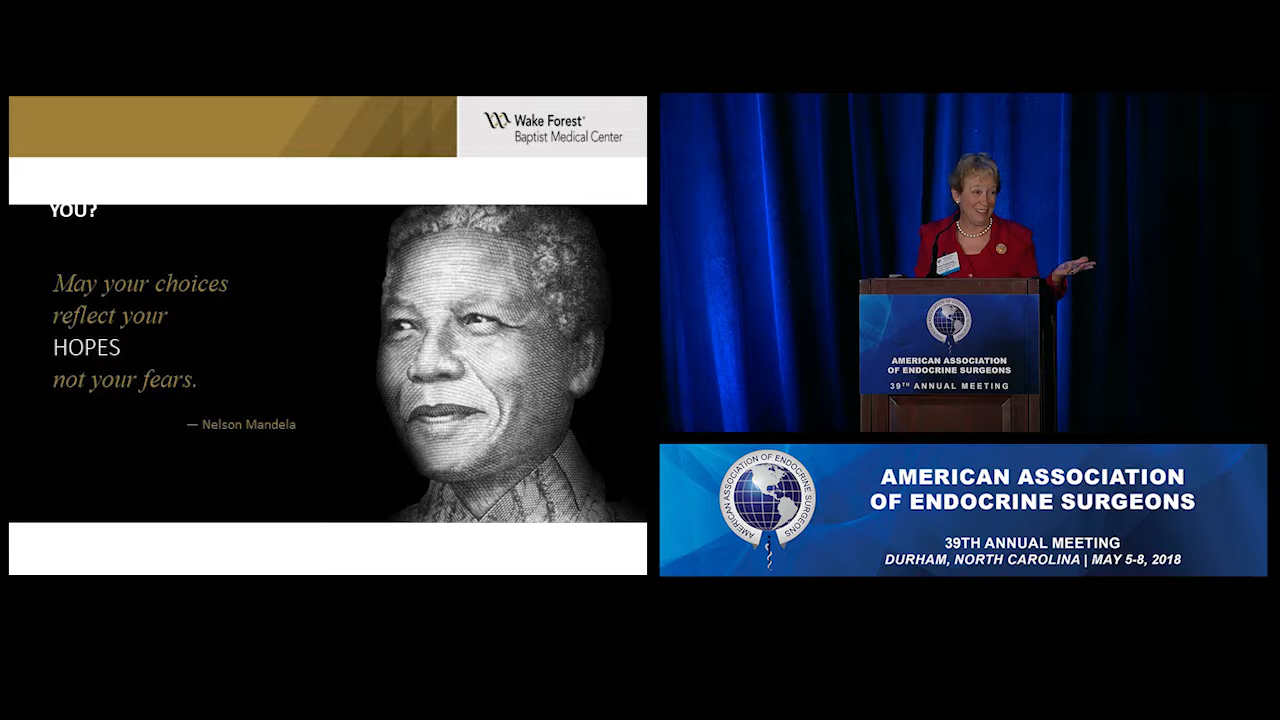 Wake Forest®
Baptist Medical Center
YOU?
May your choices
reflect your
HOPES
not your fears.
— Nelson Mandela
AMERICAN ASSOCIATION
OF ENDOCRINE SURGEONS
39TH ANNUAL MEETING
AMERICAN ASSOCIATION OF ENDOCRINE SURGEONS
AMERICAN ASSOCIATION
OF ENDOCRINE SURGEONS
39TH ANNUAL MEETING
DURHAM, NORTH CAROLINA | MAY 5-8, 2018